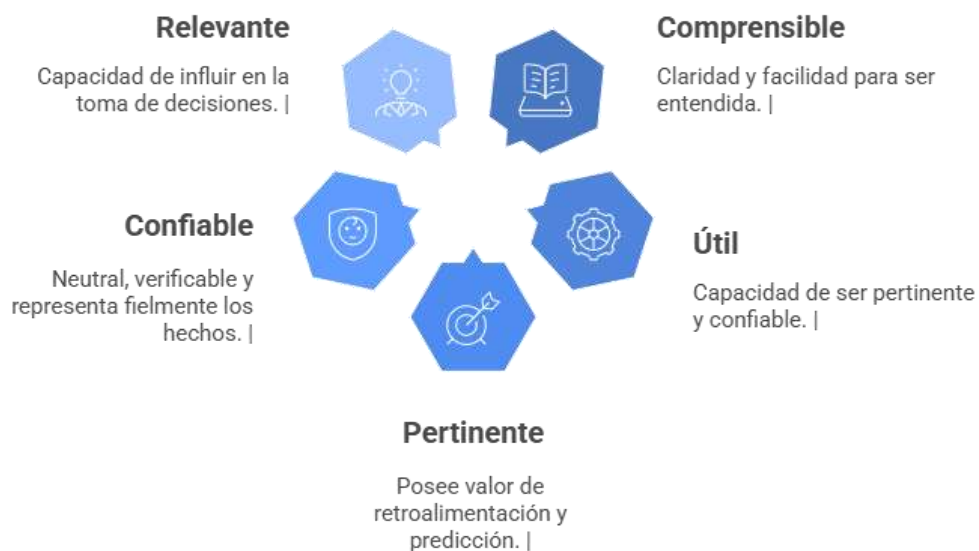 Relevante
Capacidad de influir en la
toma de decisiones. |
Comprensible
Claridad y facilidad para ser
entendida. |
Confiable
Neutral, verificable y
representa fielmente los
hechos. |
Útil
Capacidad de ser pertinente
y confiable. |
Pertinente
Posee valor de
retroalimentación y
predicción. |